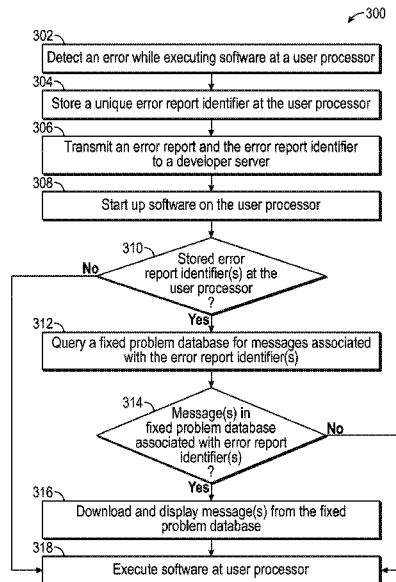 300
302
Detect an error while executing software at a user processor
304
Store a unique error report identifier at the user processor
306
Transmit an error report and the error report identifier
to a developer server
308
Start up software on the user processor
310
Stored error
report identifier(s) at the
user processor
?
No
Yes
312
Query a fixed problem database for messages associated
with the error report identifier(s)
314
Message(s) in
fixed problem database
associated with error report
identifier(s)
?
No
Yes
316
Download and display message(s) from the fixed
problem database
318
Execute software at user processor